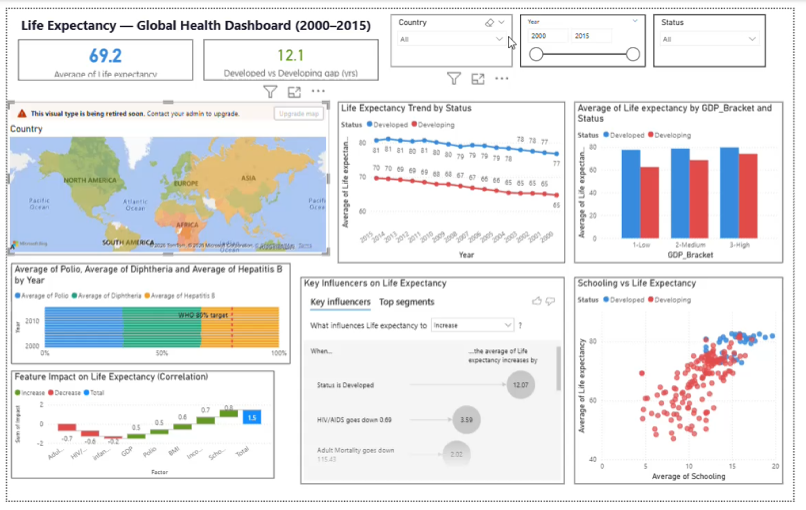 Life Expectancy — Global Health Dashboard (2000–2015)
69.2
Average of Life expectancy
12.1
Developed vs Developing gap (yrs)
Country
All
Year
2000 2015
Status
All
This visual type is being retired soon. Contact your admin to upgrade.
Upgrade map
Country
NORTH AMERICA
EUROPE
ASIA
Pacific
Ocean
Atlantic
Ocean
AFRICA
SOUTH AMERICA
Life Expectancy Trend by Status
Status Developed Developing
Average of Life expectan...
80
60
81 81 81 80 81 80 80 79 79 79 79 78 78 78 77 77
70 70 69 69 69 68 68 67 67 66 66 65 65 65 65 65
2015 2014 2013 2012 2011 2010 2009 2008 2007 2006 2005 2004 2003 2002 2001 2000
Year
Average of Life expectancy by GDP_Bracket and
Status
Status Developed Developing
Average of Life expectan...
80
60
40
20
0
1-Low 2-Medium 3-High
GDP_Bracket
Average of Polio, Average of Diphtheria and Average of Hepatitis B
by Year
Average of Polio Average of Diphtheria Average of Hepatitis B
WHO 80% target
Year
2010
2000
0% 50% 100%
Feature Impact on Life Expectancy (Correlation)
Increase Decrease Total
Sum of Impact
2
0
-2
-0.7 -0.6 -0.2 0.5 0.5 0.6 0.7 0.8 1.5
Adul... HIV/... Infan... GDP Polio BMI Inco... Scho... Total
Factor
Key Influencers on Life Expectancy
Key influencers Top segments
What influences Life expectancy to Increase ?
When...
...the average of Life
expectancy increases by
Status is Developed 12.07
HIV/AIDS goes down 0.69 3.59
Adult Mortality goes down
115.43
2.02
Schooling vs Life Expectancy
Status Developed Developing
Average of Life expectancy
80
60
40
0 5 10 15 20
Average of Schooling